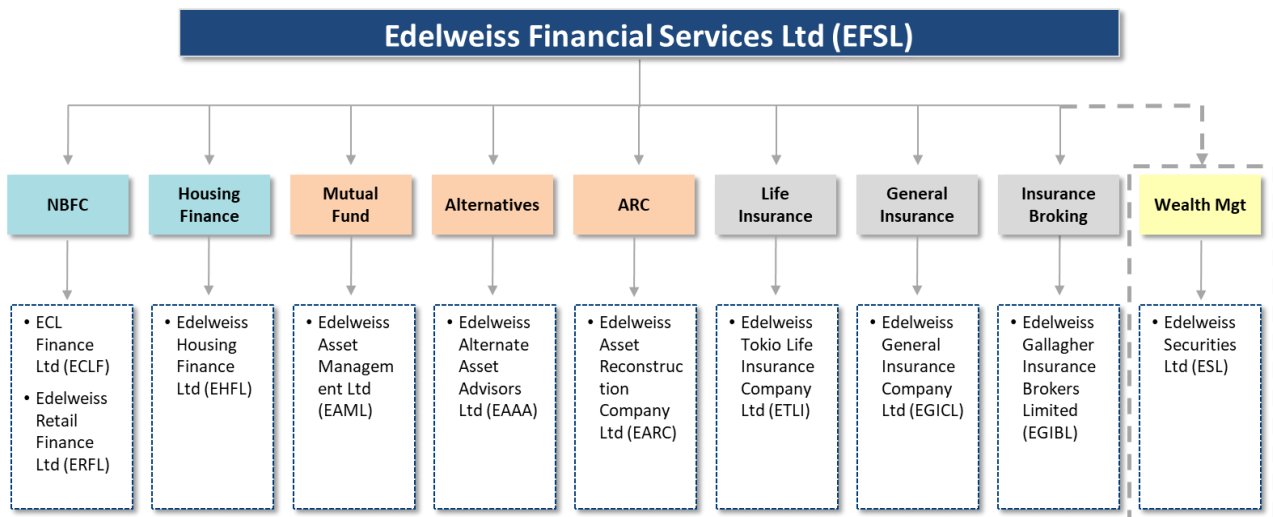 Edelweiss Financial Services Ltd (EFSL)
NBFC
Housing
Finance
Mutual
Fund
Alternatives
ARC
Life
Insurance
General
Insurance
Insurance
Broking
Wealth Mgt
• ECL
Finance
Ltd (ECLF)
• Edelweiss
Retail
Finance
Ltd (ERFL)
• Edelweiss
Housing
Finance
Ltd (EHFL)
• Edelweiss
Asset
Managem
ent Ltd
(EAML)
• Edelweiss
Alternate
Asset
Advisors
Ltd (EAAA)
• Edelweiss
Asset
Reconstruc
tion
Company
Ltd (EARC)
• Edelweiss
Tokio Life
Insurance
Company
Ltd (ETLI)
• Edelweiss
General
Insurance
Company
Ltd (EGICL)
• Edelweiss
Gallagher
Insurance
Brokers
Limited
(EGIBL)
• Edelweiss
Securities
Ltd (ESL)